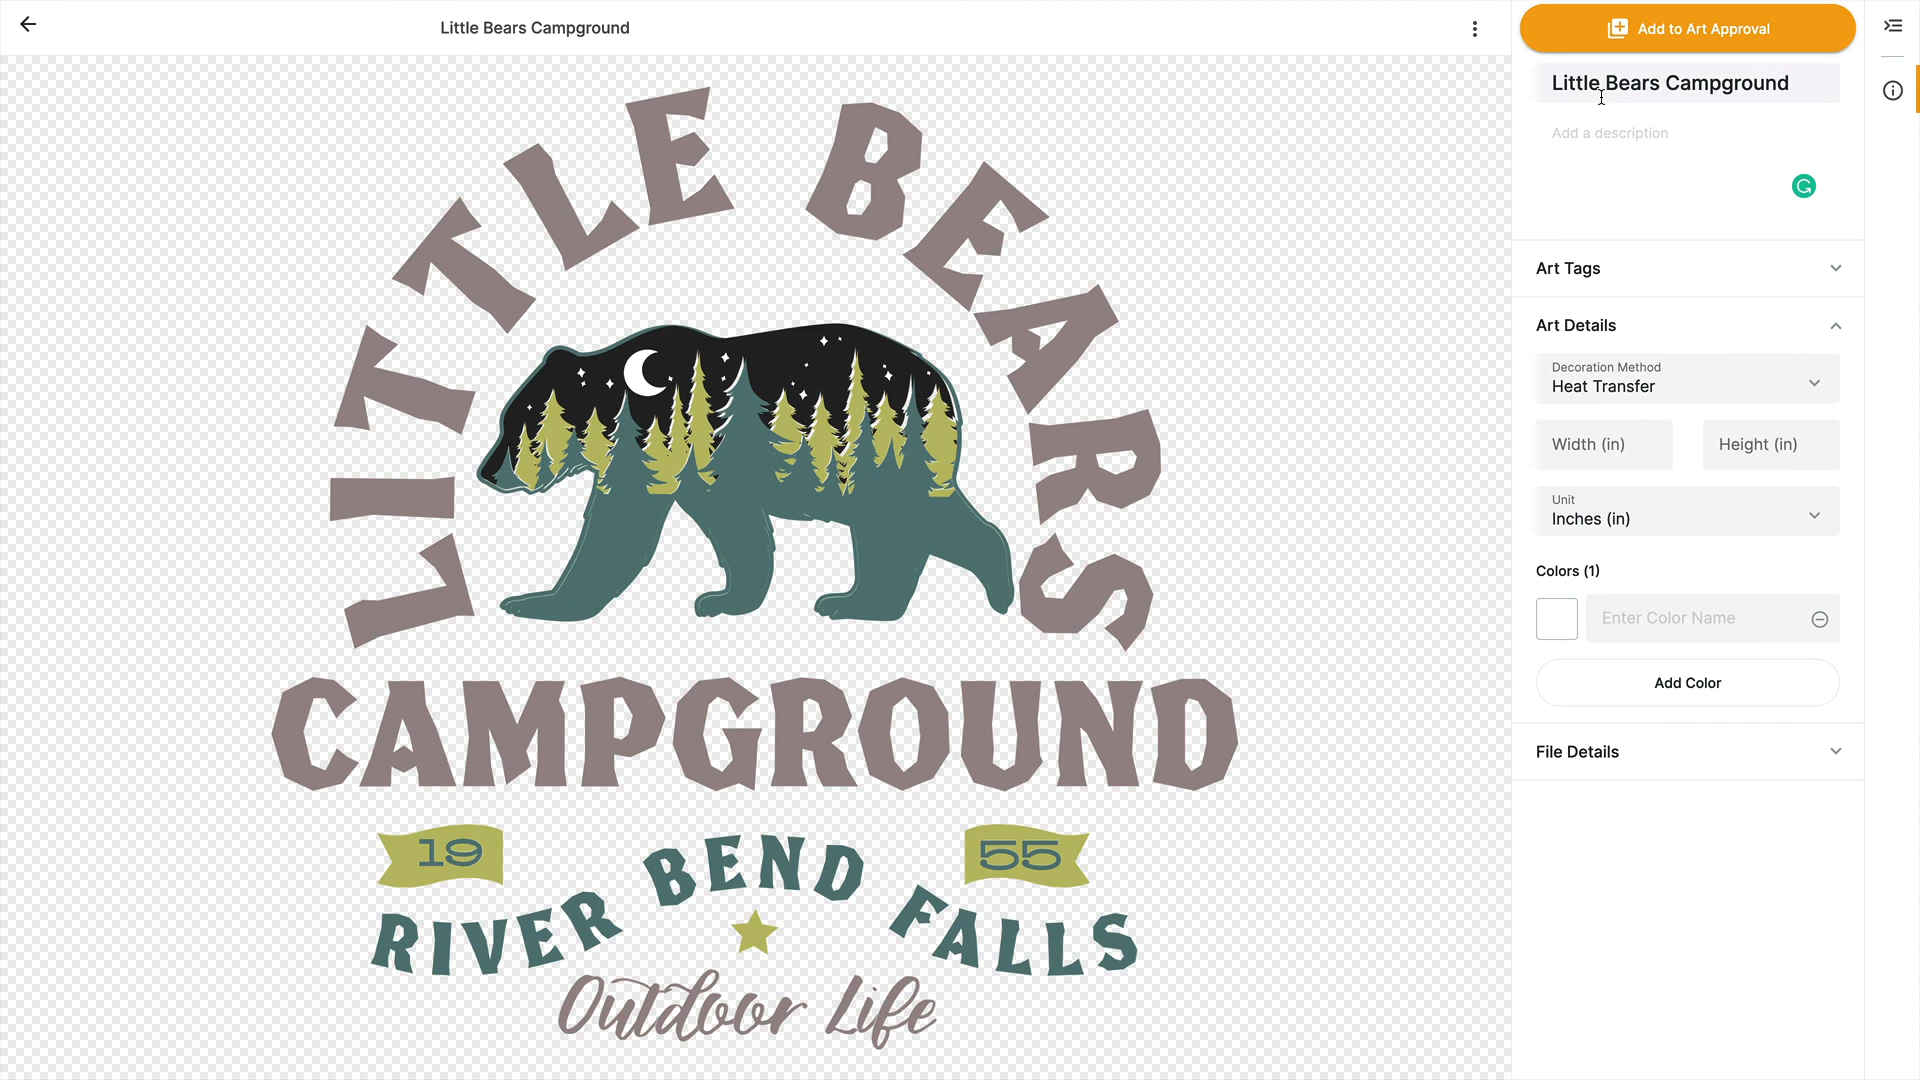 Little Bears Campground
LITTLE BEARS
CAMPGROUND
19
55
RIVER BEND FALLS
Outdoor Life
Add to Art Approval
Little Bears Campground
Add a description
Art Tags
Art Details
Decoration Method
Heat Transfer
Width (in)
Height (in)
Unit
Inches (in)
Colors (1)
Enter Color Name
Add Color
File Details